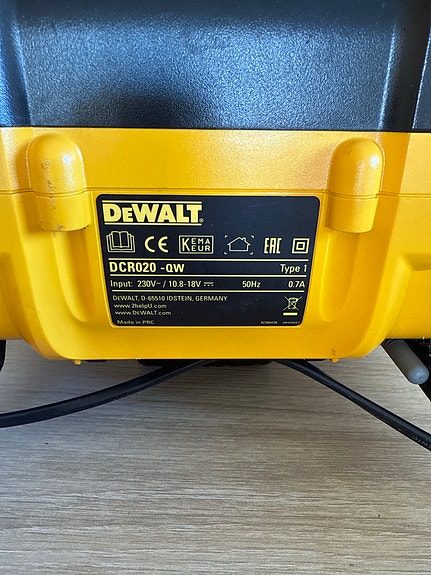 DEWALT®
CE KEMA KEUR EAC
DCR020 -QW Type 1
Input: 230V~ / 10.8-18V ⎓ 50Hz 0.7A
DEWALT, D-65510 IDSTEIN, GERMANY
www.2helpU.com
www.DEWALT.com
Made in PRC